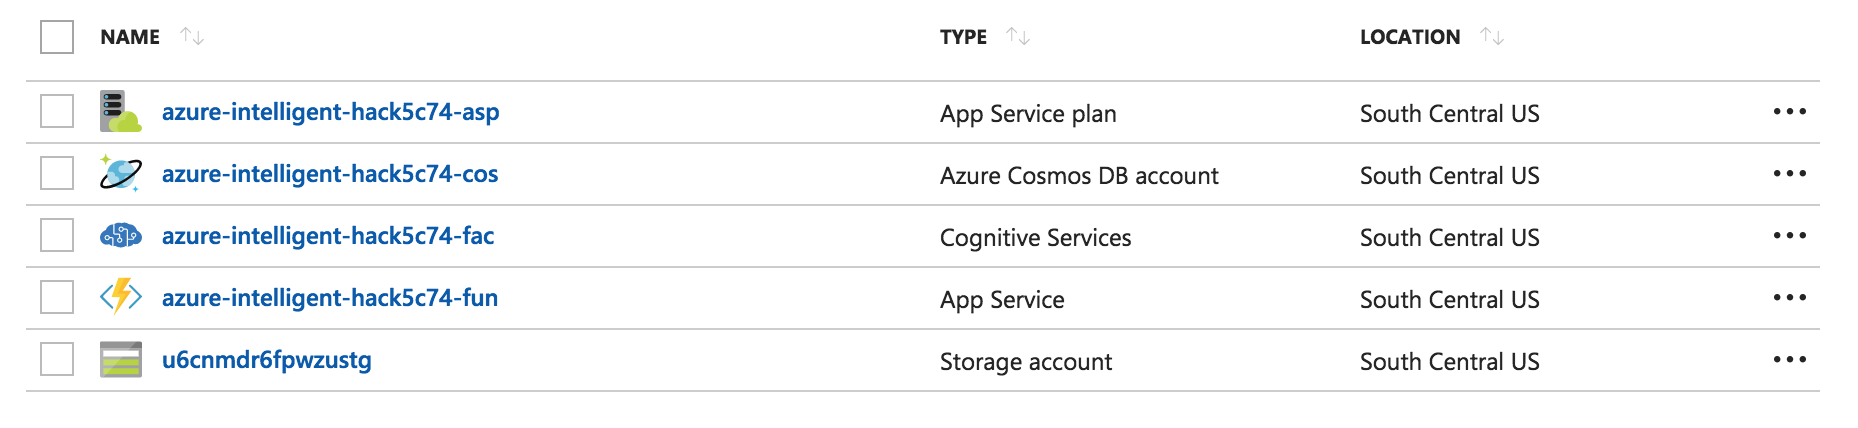 NAME TYPE LOCATION
azure-intelligent-hack5c74-asp App Service plan South Central US
azure-intelligent-hack5c74-cos Azure Cosmos DB account South Central US
azure-intelligent-hack5c74-fac Cognitive Services South Central US
azure-intelligent-hack5c74-fun App Service South Central US
u6cnmdr6fpwzustg Storage account South Central US